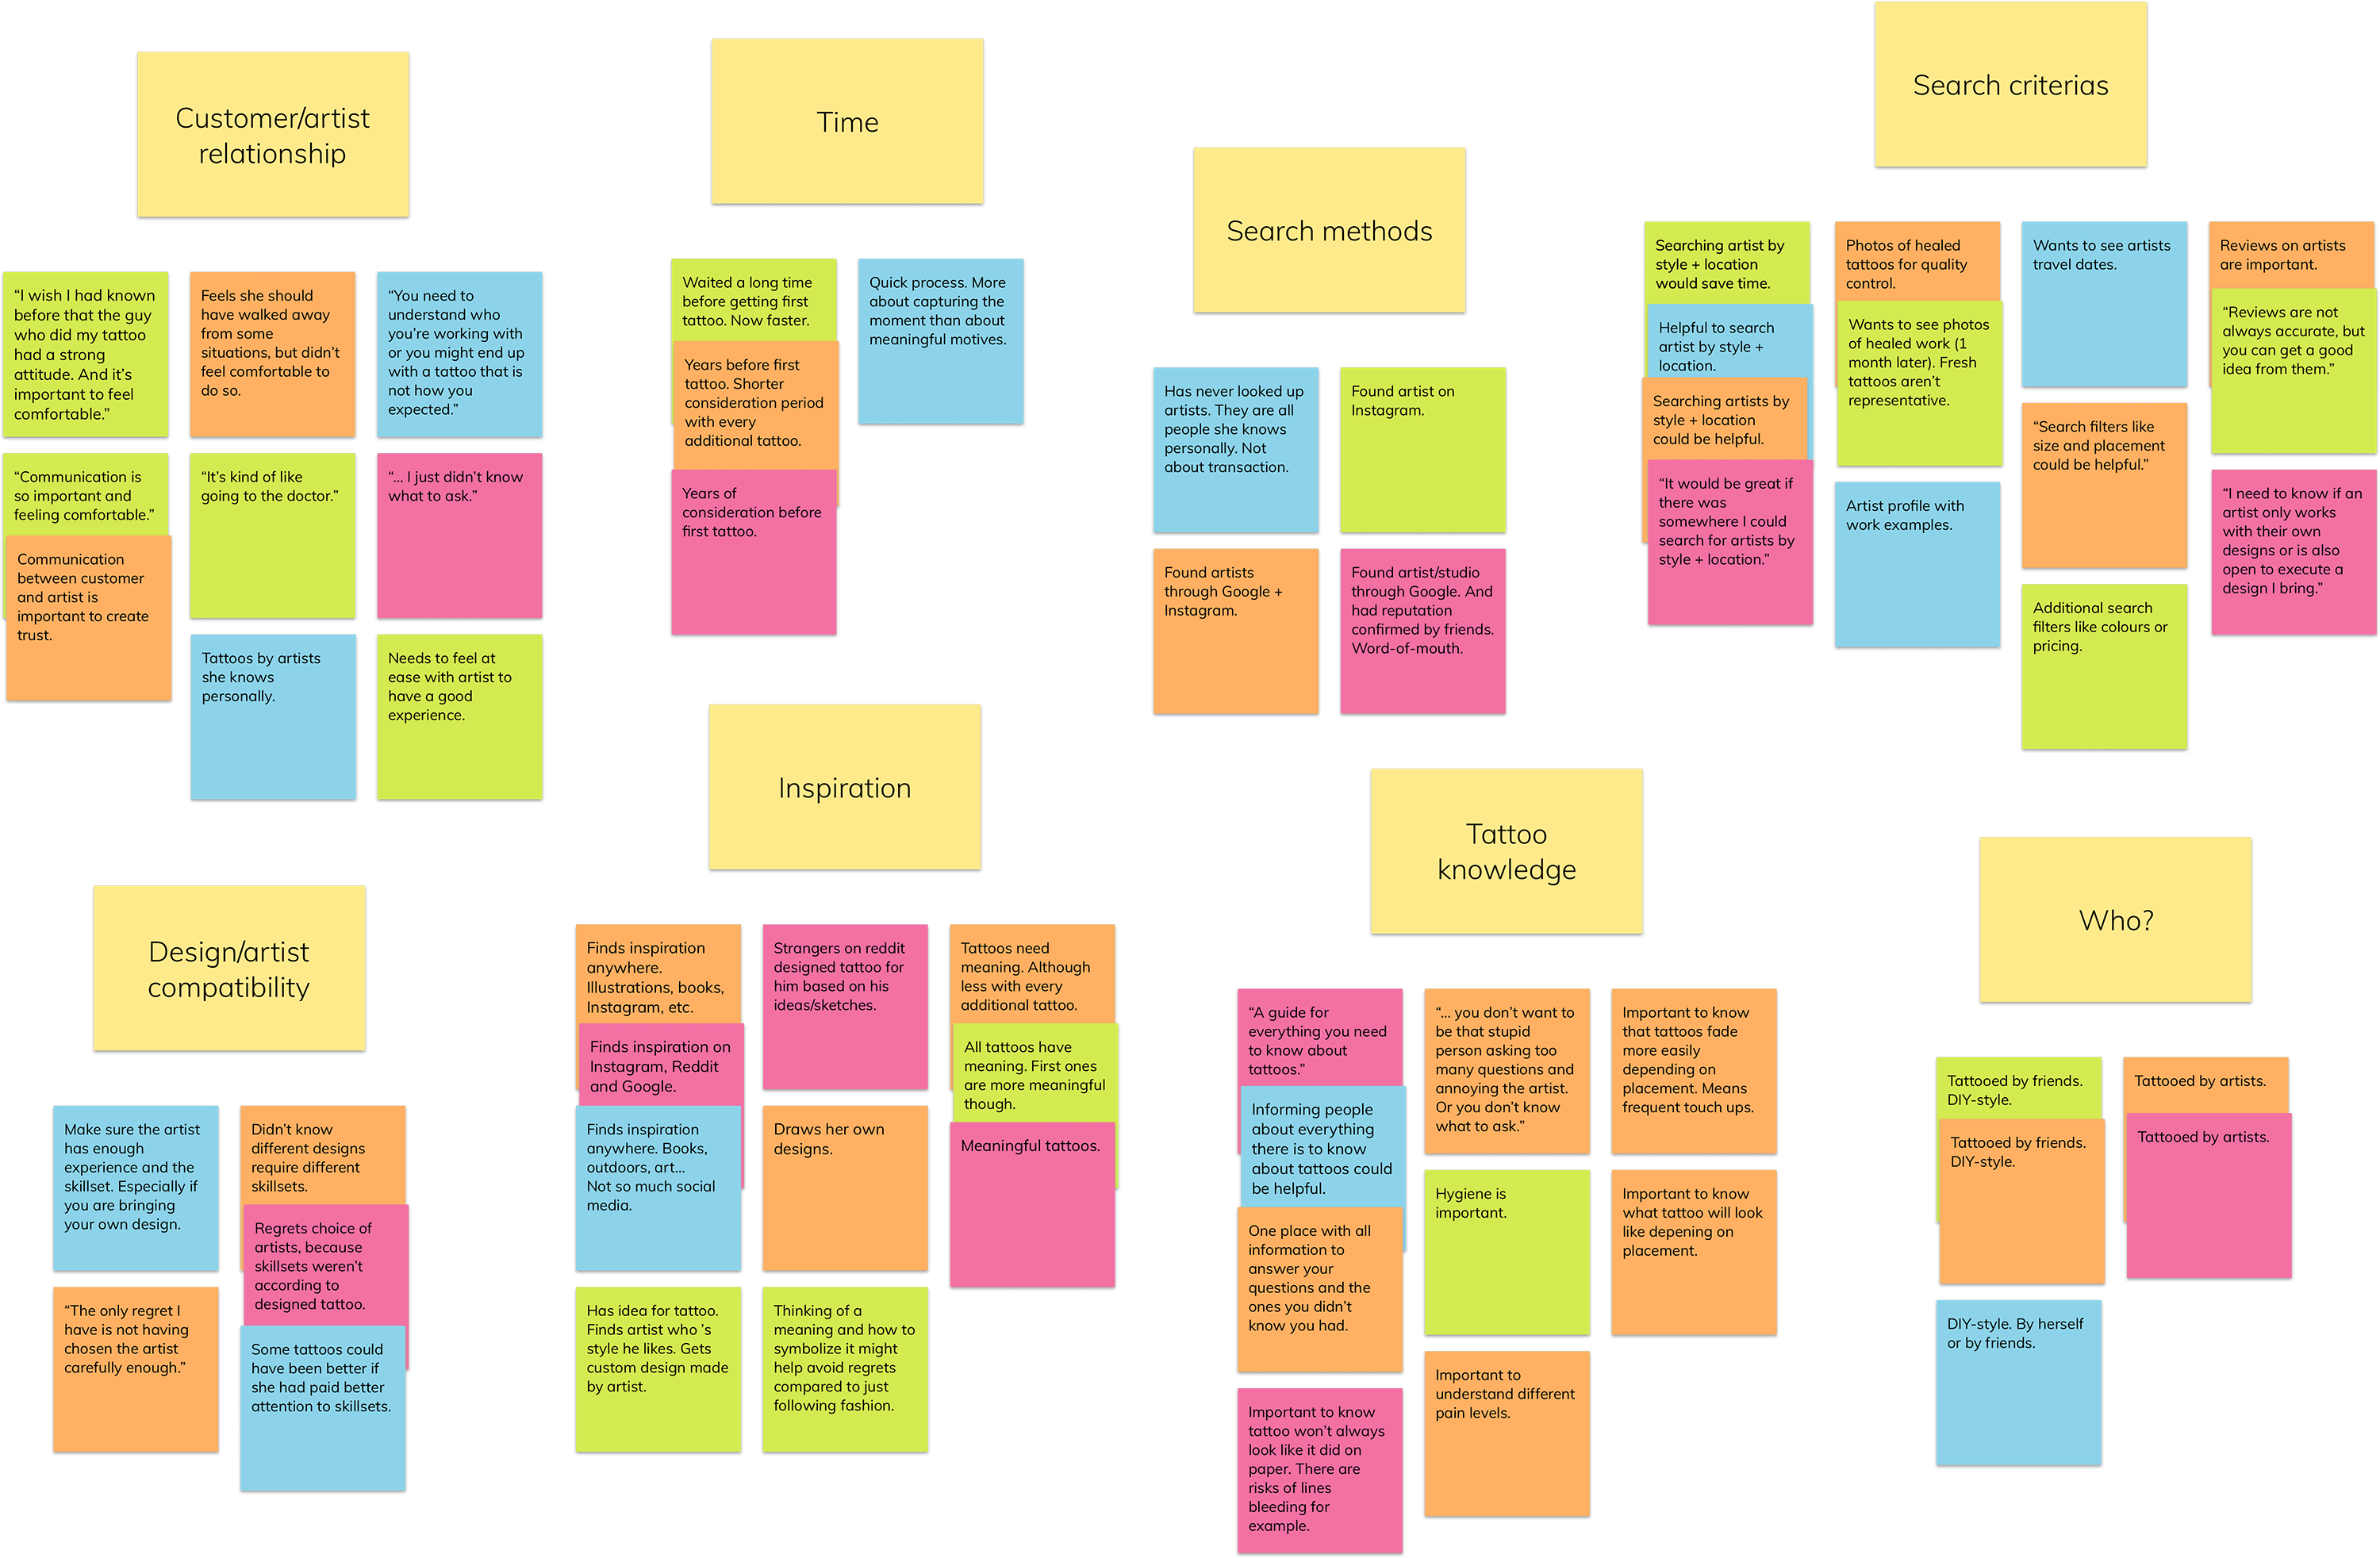 Customer/artist
relationship
“I wish I had known
before that the guy
who did my tattoo
had a strong
attitude. And it’s
important to feel
comfortable.”
Feels she should
have walked away
from some
situations, but didn’t
feel comfortable to
do so.
“You need to
understand who
you’re working with
or you might end up
with a tattoo that is
not how you
expected.”
“Communication is
so important and
feeling comfortable.”
Communication
between customer
and artist is
important to create
trust.
“It’s kind of like
going to the doctor.”
“... I just didn’t know
what to ask.”
Tattoos by artists
she knows
personally.
Needs to feel at
ease with artist to
have a good
experience.
Time
Waited a long time
before getting first
tattoo. Now faster.
Years before first
tattoo. Shorter
consideration period
with every
additional tattoo.
Years of
consideration before
first tattoo.
Quick process. More
about capturing the
moment than about
meaningful motives.
Search methods
Has never looked up
artists. They are all
people she knows
personally. Not
about transaction.
Found artist on
Instagram.
Found artists
through Google +
Instagram.
Found artist/studio
through Google. And
had reputation
confirmed by friends.
Word-of-mouth.
Search criterias
Searching artist by
style + location
would save time.
Helpful to search
artist by style +
location.
Searching artists by
style + location
could be helpful.
“It would be great if
there was
somewhere I could
search for artists by
style + location.”
Photos of healed
tattoos for quality
control.
Wants to see photos
of healed work (1
month later). Fresh
tattoos aren’t
representative.
Artist profile with
work examples.
Wants to see artists
travel dates.
“Search filters like
size and placement
could be helpful.”
Additional search
filters like colours or
pricing.
Reviews on artists
are important.
“Reviews are not
always accurate, but
you can get a good
idea from them.”
“I need to know if an
artist only works
with their own
designs or is also
open to execute a
design I bring.”
Design/artist
compatibility
Make sure the artist
has enough
experience and the
skillset. Especially if
you are bringing
your own design.
Didn’t know
different designs
require different
skillsets.
Regrets choice of
artists, because
skillsets weren’t
according to
designed tattoo.
Some tattoos could
have been better if
she had paid better
attention to skillsets.
“The only regret I
have is not having
chosen the artist
carefully enough.”
Inspiration
Finds inspiration
anywhere.
Illustrations, books,
Instagram, etc.
Finds inspiration on
Instagram, Reddit
and Google.
Finds inspiration
anywhere. Books,
outdoors, art...
Not so much social
media.
Strangers on reddit
designed tattoo for
him based on his
ideas/sketches.
Draws her own
designs.
Tattoos need
meaning. Although
less with every
additional tattoo.
All tattoos have
meaning. First ones
are more meaningful
though.
Meaningful tattoos.
Has idea for tattoo.
Finds artist who ’s
style he likes. Gets
custom design made
by artist.
Thinking of a
meaning and how to
symbolize it might
help avoid regrets
compared to just
following fashion.
Tattoo
knowledge
“A guide for
everything you need
to know about
tattoos.”
Informing people
about everything
there is to know
about tattoos could
be helpful.
One place with all
information to
answer your
questions and the
ones you didn’t
know you had.
Important to know
tattoo won’t always
look like it did on
paper. There are
risks of lines
bleeding for
example.
“... you don’t want to
be that stupid
person asking too
many questions and
annoying the artist.
Or you don’t know
what to ask.”
Hygiene is
important.
Important to
understand different
pain levels.
Important to know
that tattoos fade
more easily
depending on
placement. Means
frequent touch ups.
Important to know
what tattoo will look
like depening on
placement.
Who?
Tattooed by friends.
DIY-style.
Tattooed by friends.
DIY-style.
Tattooed by artists.
Tattooed by artists.
DIY-style. By herself
or by friends.